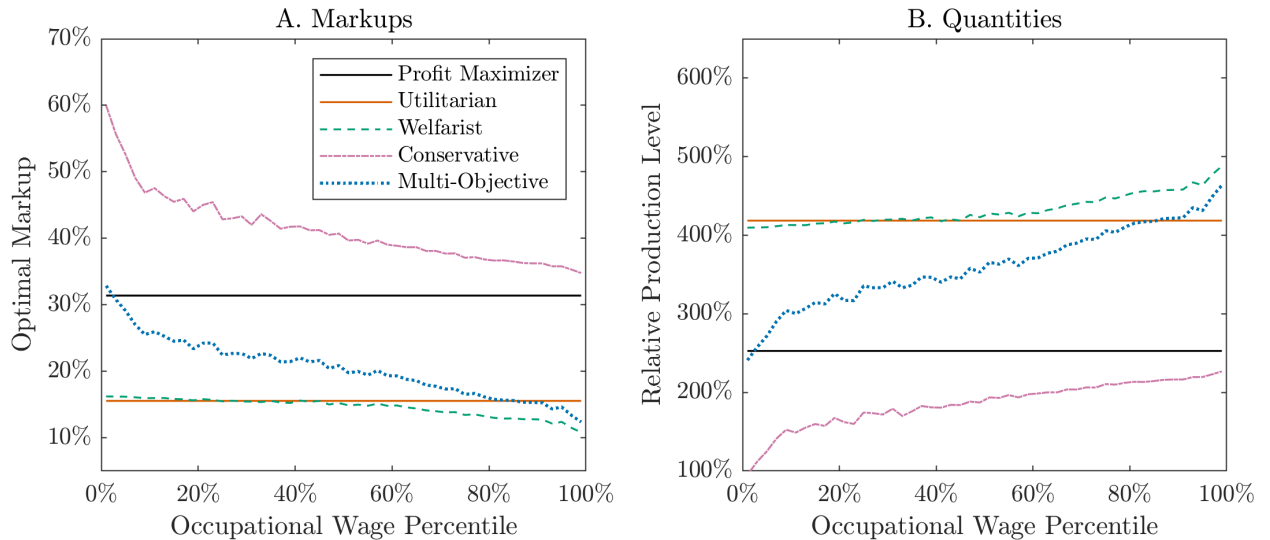 A. Markups
70%
60%
50%
40%
30%
20%
10%
Optimal Markup
0%
20%
40%
60%
80%
100%
Occupational Wage Percentile
Profit Maximizer
Utilitarian
Welfarist
Conservative
Multi-Objective
B. Quantities
600%
500%
400%
300%
200%
100%
Relative Production Level
0%
20%
40%
60%
80%
100%
Occupational Wage Percentile